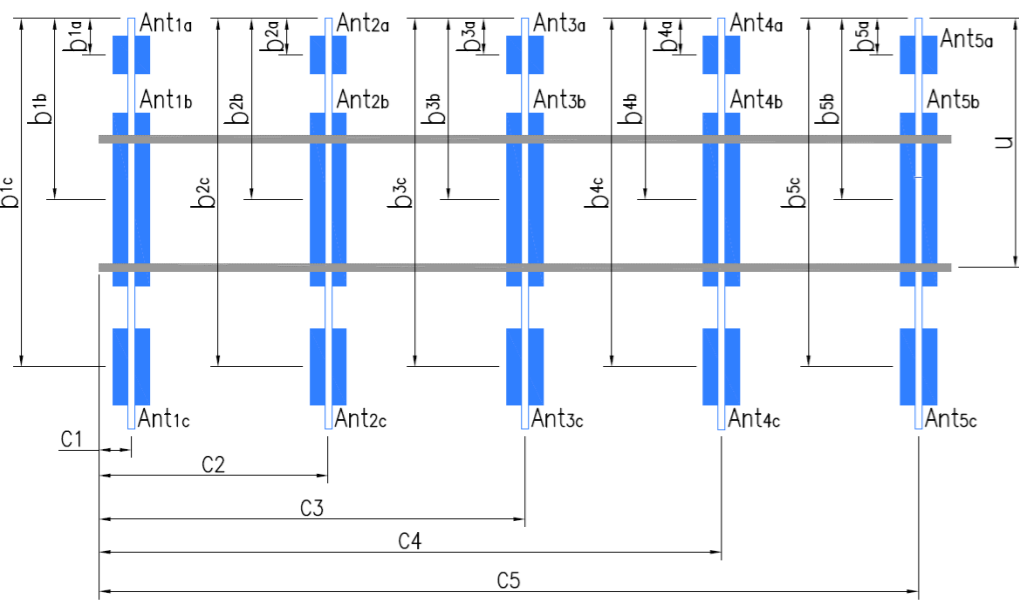 Ant1a
Ant2a
Ant3a
Ant4a
Ant5a
b1a
b2a
b3a
b4a
b5a
Ant1b
Ant2b
Ant3b
Ant4b
Ant5b
b1b
b2b
b3b
b4b
b5b
u
b1c
b2c
b3c
b4c
b5c
Ant1c
Ant2c
Ant3c
Ant4c
Ant5c
C1
C2
C3
C4
C5